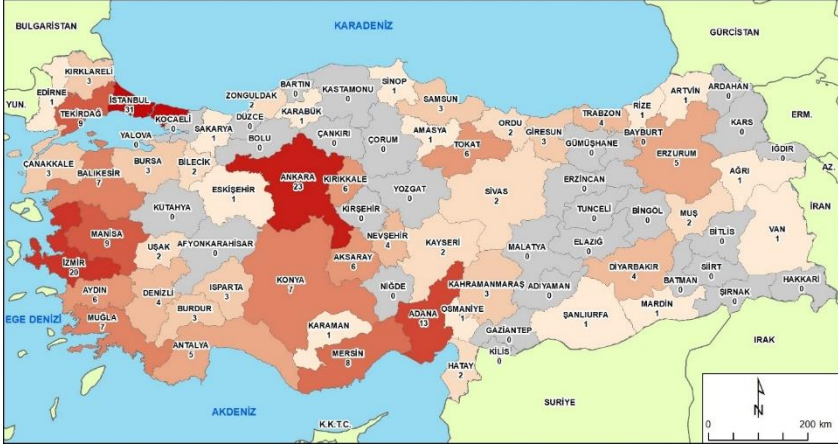 BULGARİSTAN
KARADENİZ
GÜRCİSTAN
YUN.
ERM.
AZ.
İRAN
IRAK
SURİYE
K.K.T.C.
AKDENİZ
EGE DENİZİ
KIRKLARELİ
3
EDİRNE
1
TEKİRDAĞ
9
İSTANBUL
31
KOCAELİ
0
YALOVA
0
SAKARYA
1
DÜZCE
0
ZONGULDAK
2
BARTIN
0
KARABÜK
1
KASTAMONU
0
SİNOP
1
SAMSUN
3
BOLU
0
ÇANKIRI
0
ÇORUM
0
AMASYA
1
TOKAT
6
ORDU
2
GİRESUN
3
TRABZON
4
RİZE
1
ARTVİN
1
ARDAHAN
0
KARS
0
IĞDIR
0
BAYBURT
0
GÜMÜŞHANE
0
ERZURUM
5
AĞRI
1
ÇANAKKALE
3
BALIKESİR
7
BURSA
3
BİLECİK
2
ESKİŞEHİR
1
ANKARA
23
KIRIKKALE
6
YOZGAT
0
SİVAS
2
ERZİNCAN
0
TUNCELİ
0
BİNGÖL
0
MUŞ
2
BİTLİS
0
VAN
1
KÜTAHYA
0
KIRŞEHİR
0
MANİSA
9
UŞAK
2
AFYONKARAHİSAR
0
NEVŞEHİR
4
KAYSERİ
2
MALATYA
0
ELAZIĞ
0
DİYARBAKIR
4
BATMAN
0
SİİRT
0
ŞIRNAK
0
HAKKARİ
0
İZMİR
20
AKSARAY
6
NİĞDE
0
KONYA
7
AYDIN
6
DENİZLİ
4
ISPARTA
3
BURDUR
3
MUĞLA
7
ANTALYA
5
KARAMAN
1
MERSİN
8
ADANA
13
KAHRAMANMARAŞ
3
OSMANİYE
1
ADIYAMAN
0
GAZİANTEP
0
KİLİS
0
HATAY
2
ŞANLIURFA
1
MARDİN
1
N
0 200 km